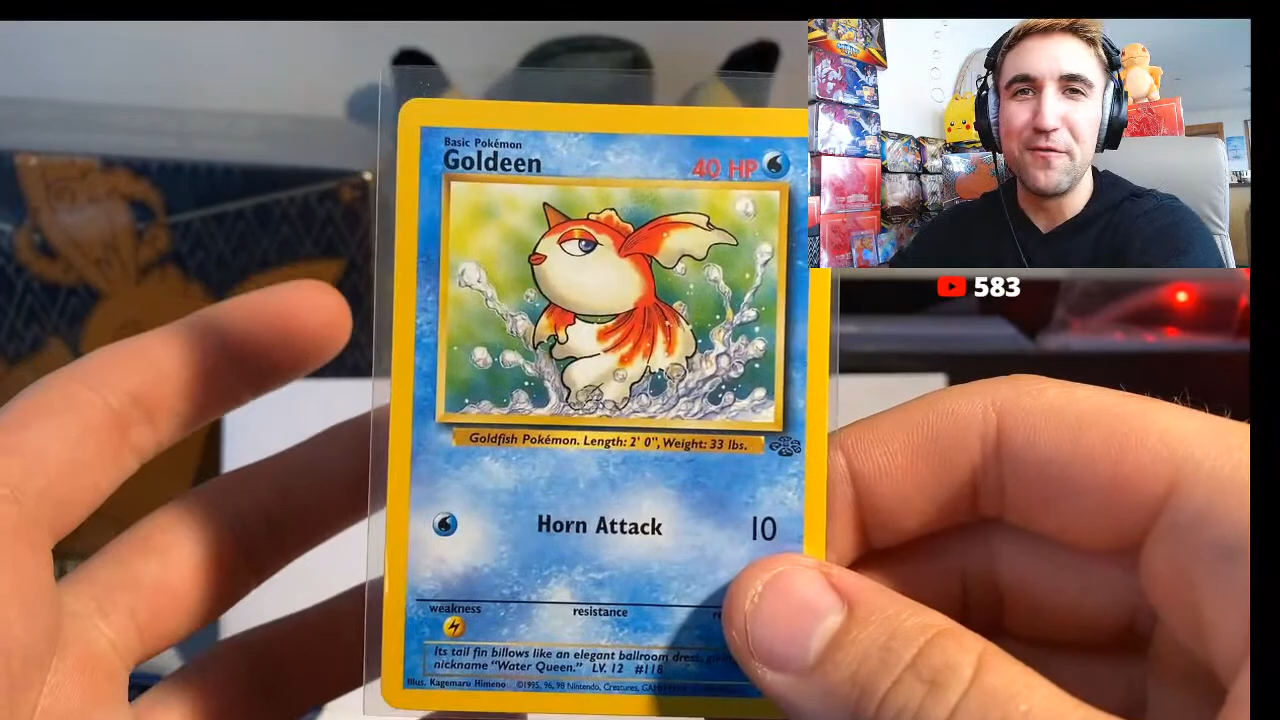 Basic Pokémon
Goldeen
40 HP
583
Goldfish Pokémon. Length: 2' 0", Weight: 33 lbs.
Horn Attack 10
weakness resistance
Its tail fin billows like an elegant ballroom dress,
nickname "Water Queen." LV. 12 #118
Illus. Kagemaru Himeno ©1995, 96, 98 Nintendo, Creatures,